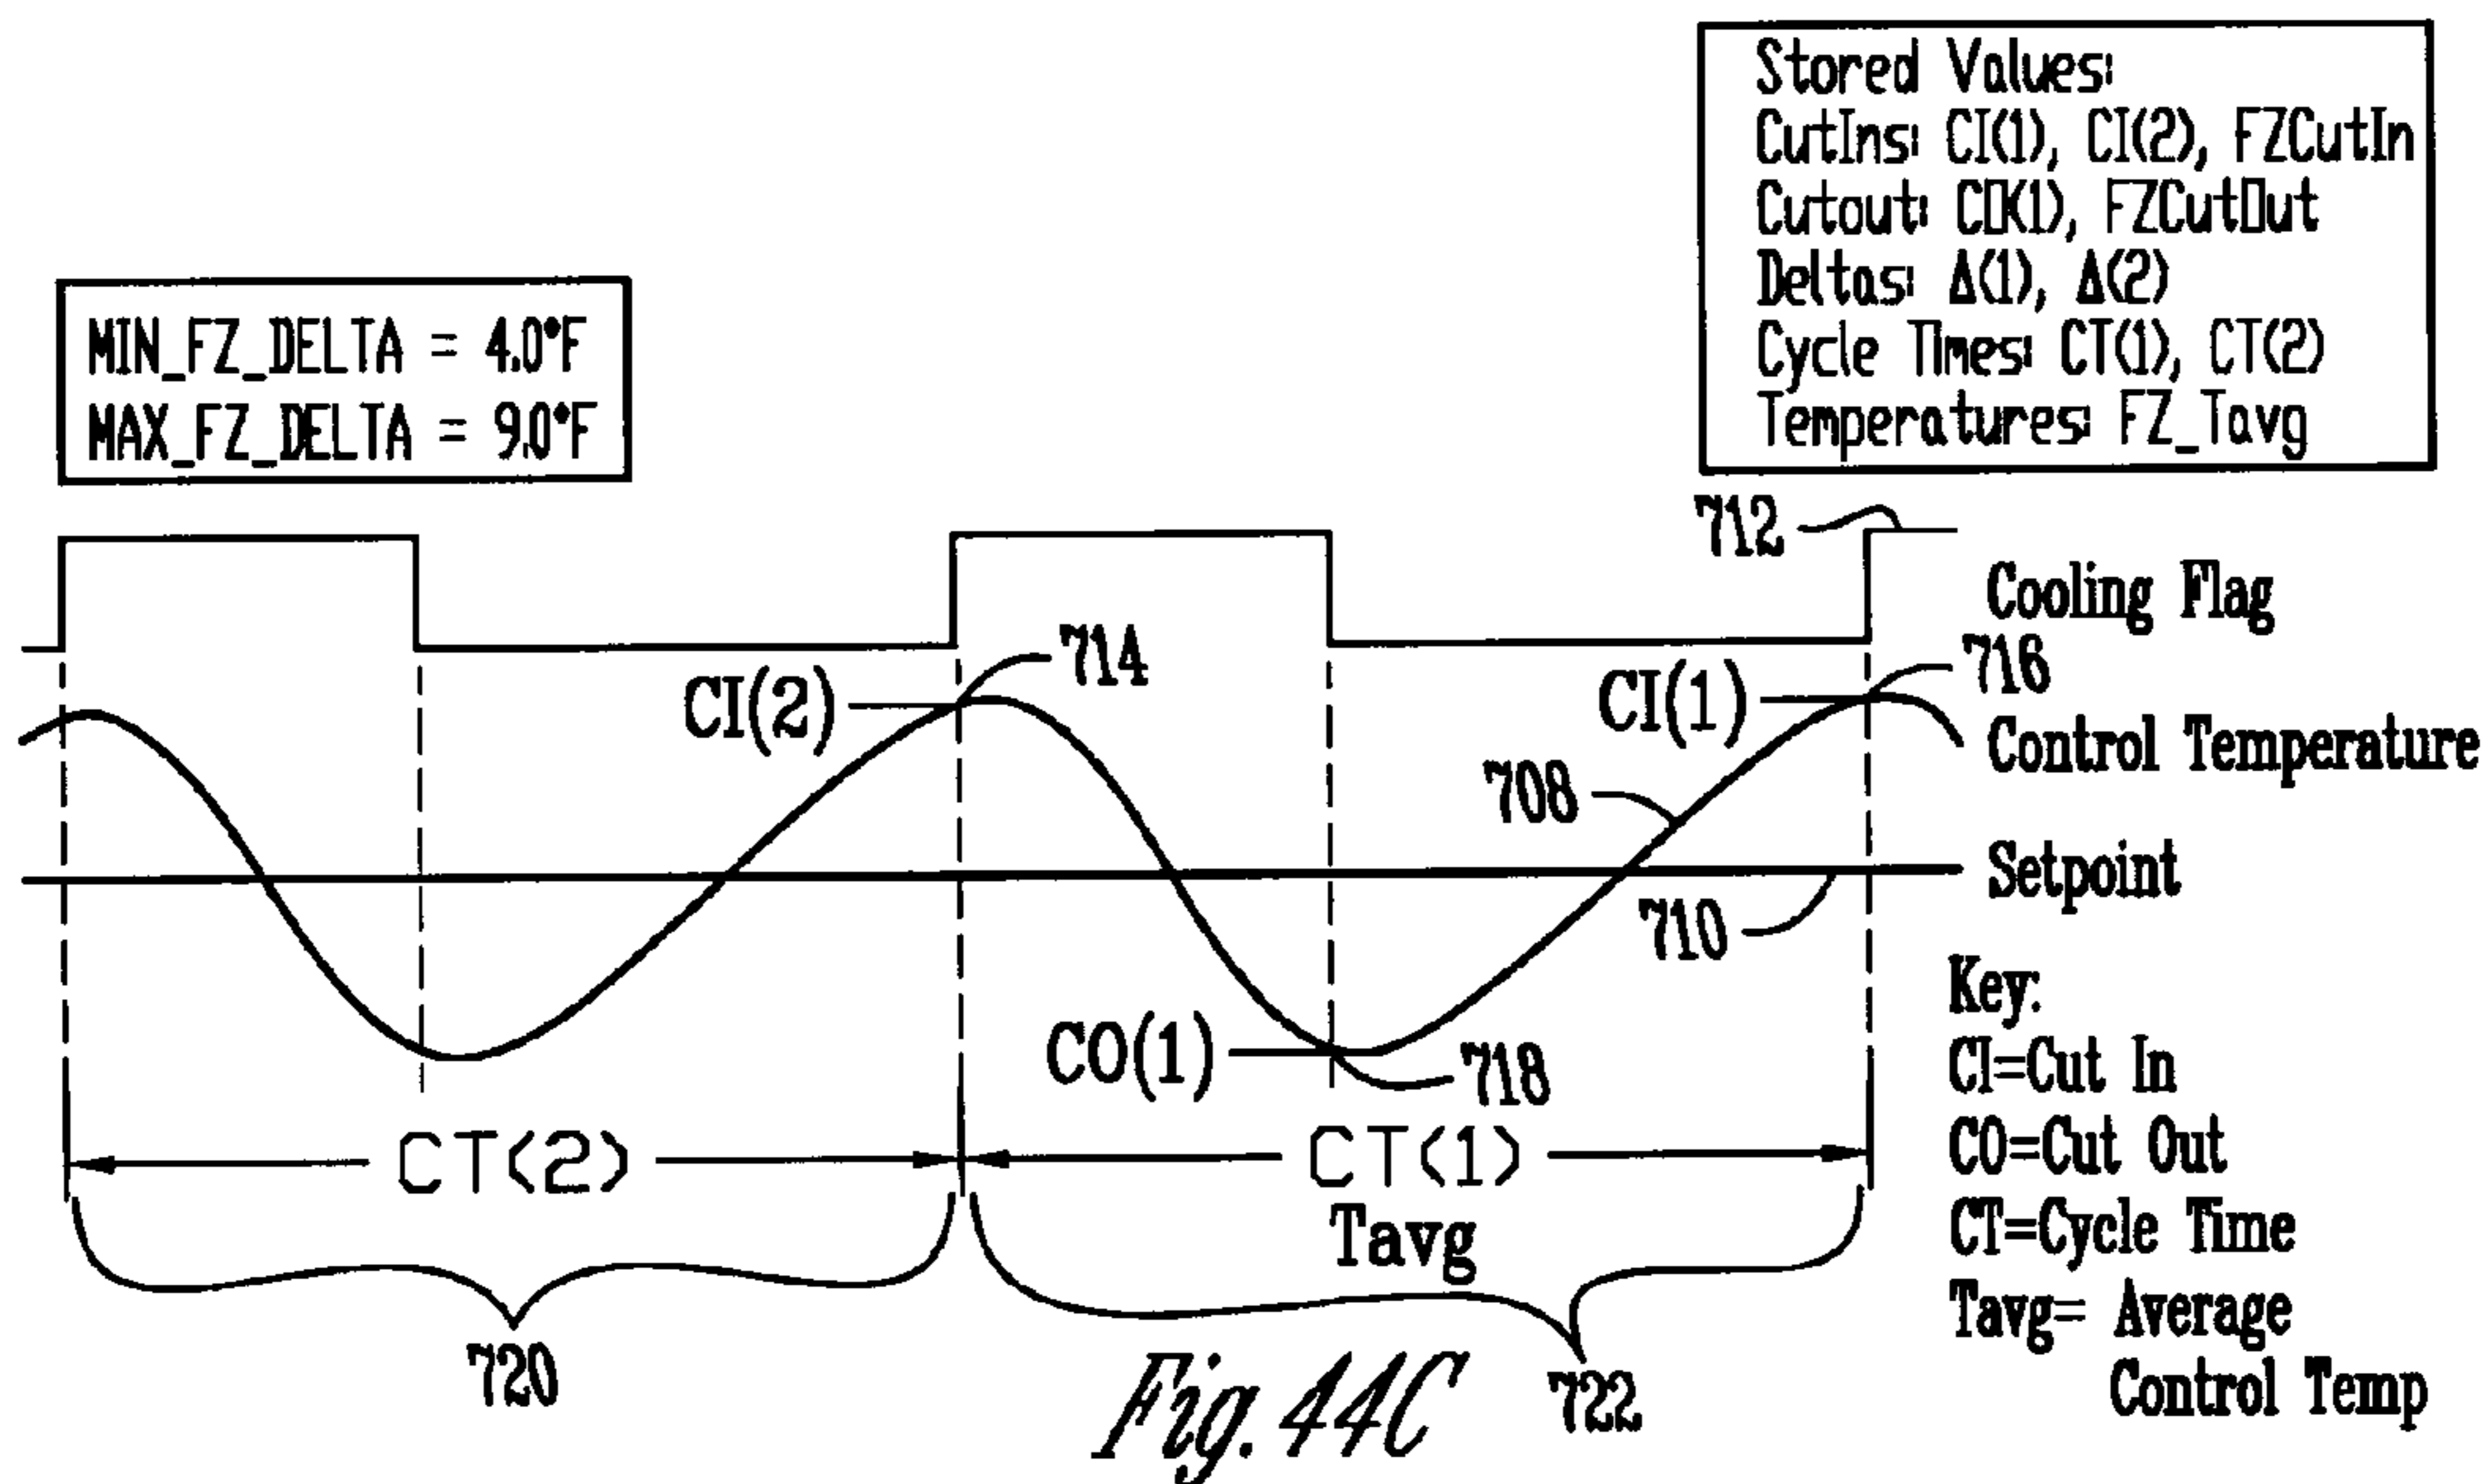 Stored Values:
CutIns: CI(1), CI(2), FZCutIn
Cutout: CO(1), FZCutOut
Deltas: Δ(1), Δ(2)
Cycle Times: CT(1), CT(2)
Temperatures: FZ_Tavg
MIN_FZ_DELTA = 4.0°F
MAX_FZ_DELTA = 9.0°F
712
Cooling Flag
714
716
CI(2)
CI(1)
Control Temperature
708
Setpoint
710
CO(1)
718
Key:
CI=Cut In
CO=Cut Out
CT=Cycle Time
Tavg= Average
Control Temp
CT(2)
CT(1)
Tavg
720
722
Fig. 44C